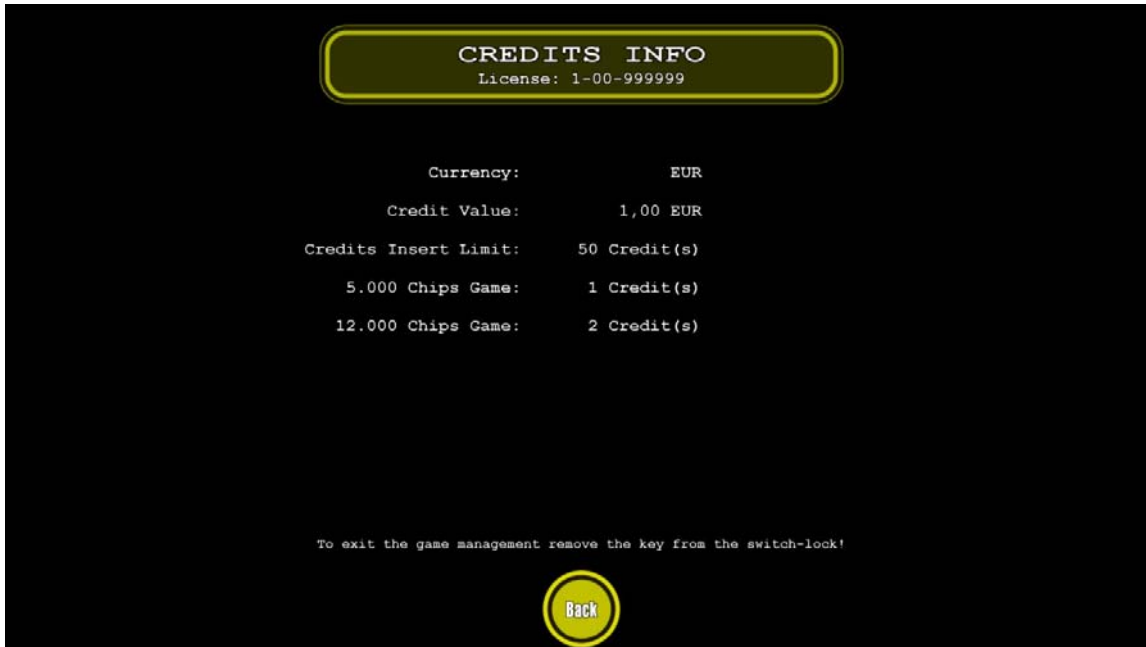 CREDITS INFO
License: 1-00-999999
Currency: EUR
Credit Value: 1,00 EUR
Credits Insert Limit: 50 Credit(s)
5.000 Chips Game: 1 Credit(s)
12.000 Chips Game: 2 Credit(s)
To exit the game management remove the key from the switch-lock!
Back